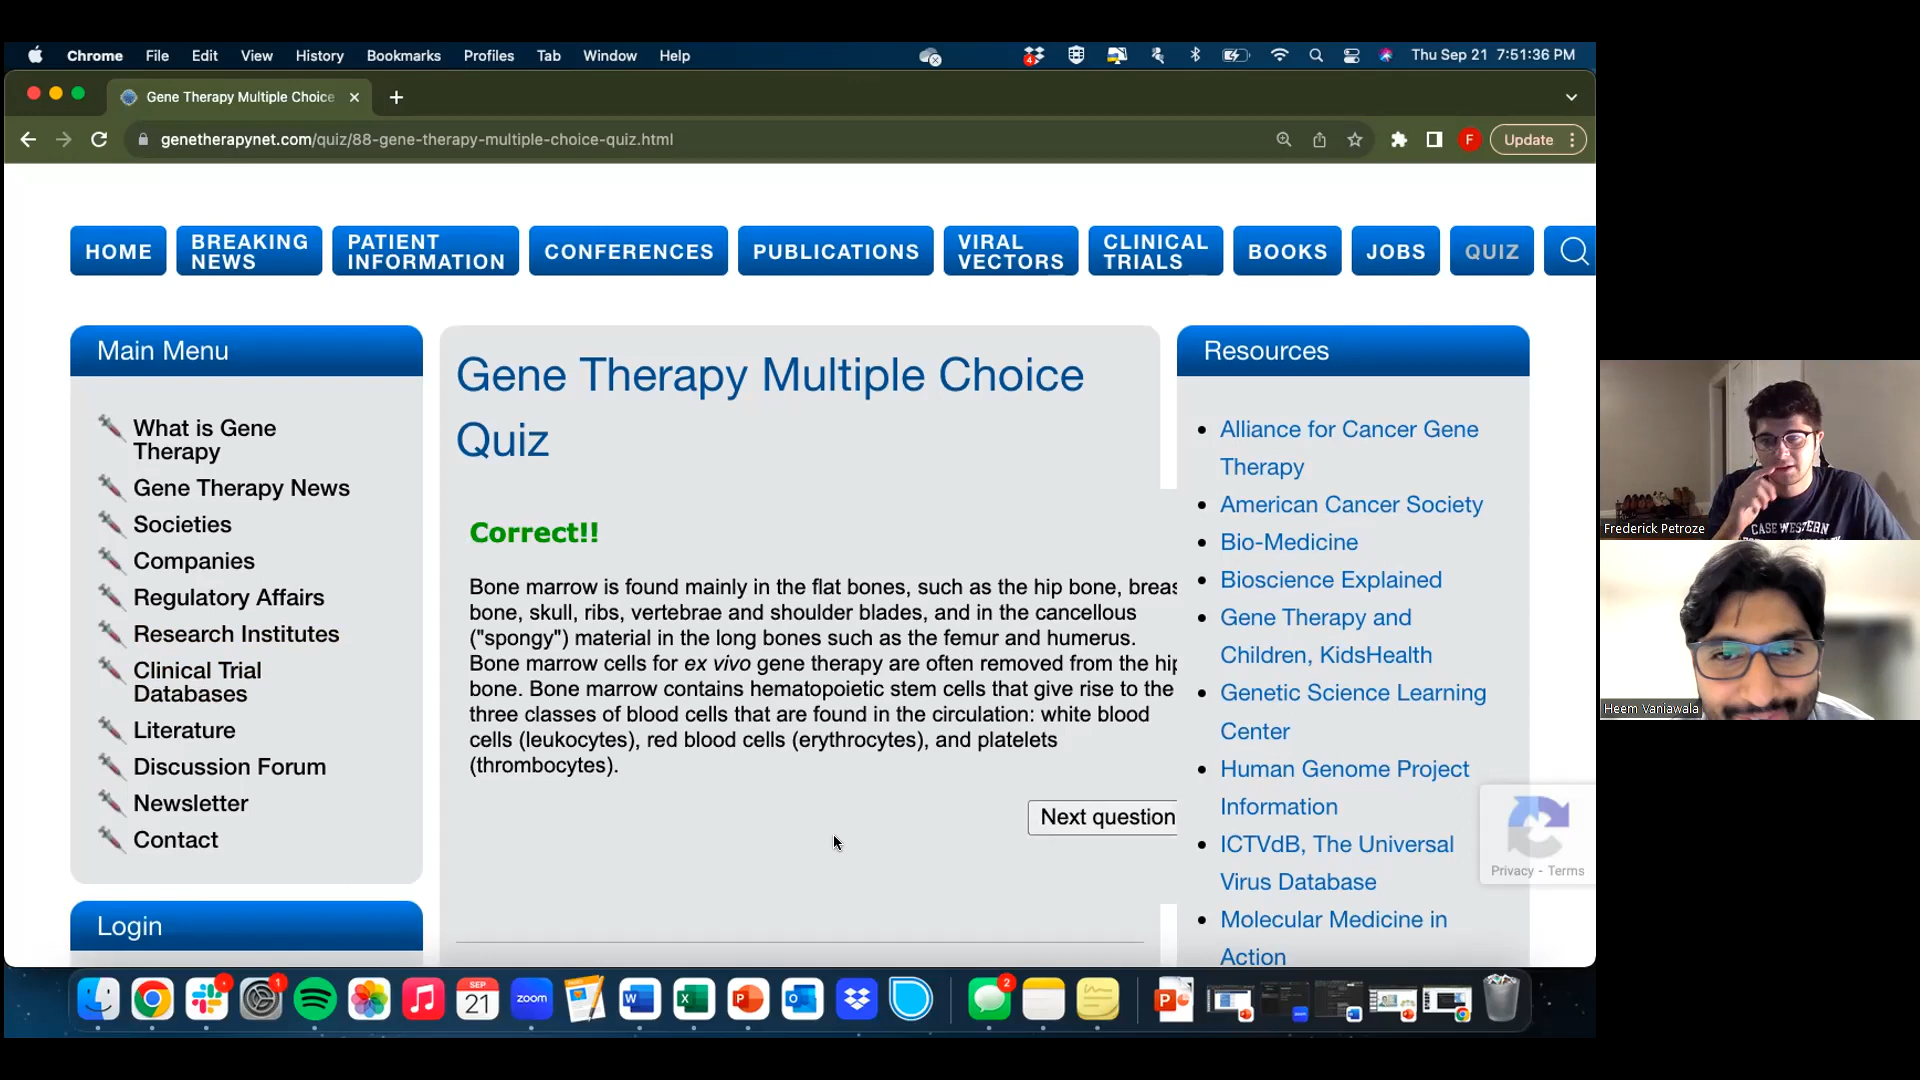 Chrome File Edit View History Bookmarks Profiles Tab Window Help
4
Thu Sep 21 7:51:36 PM
Gene Therapy Multiple Choice
genetherapynet.com/quiz/88-gene-therapy-multiple-choice-quiz.html
F
Update
HOME
BREAKING
NEWS
PATIENT
INFORMATION
CONFERENCES
PUBLICATIONS
VIRAL
VECTORS
CLINICAL
TRIALS
BOOKS
JOBS
QUIZ
Main Menu
What is Gene
Therapy
Gene Therapy News
Societies
Companies
Regulatory Affairs
Research Institutes
Clinical Trial
Databases
Literature
Discussion Forum
Newsletter
Contact
Login
Gene Therapy Multiple Choice
Quiz
Correct!!
Bone marrow is found mainly in the flat bones, such as the hip bone, breas
bone, skull, ribs, vertebrae and shoulder blades, and in the cancellous
("spongy") material in the long bones such as the femur and humerus.
Bone marrow cells for ex vivo gene therapy are often removed from the hip
bone. Bone marrow contains hematopoietic stem cells that give rise to the
three classes of blood cells that are found in the circulation: white blood
cells (leukocytes), red blood cells (erythrocytes), and platelets
(thrombocytes).
Next question
Resources
Alliance for Cancer Gene
Therapy
American Cancer Society
Bio-Medicine
Bioscience Explained
Gene Therapy and
Children, KidsHealth
Genetic Science Learning
Center
Human Genome Project
Information
ICTVdB, The Universal
Virus Database
Molecular Medicine in
Action
Privacy - Terms
Frederick Petroze
CASE WESTERN
Heem Vaniawala
1
SEP
21
zoom
W
X
P
O
2
P